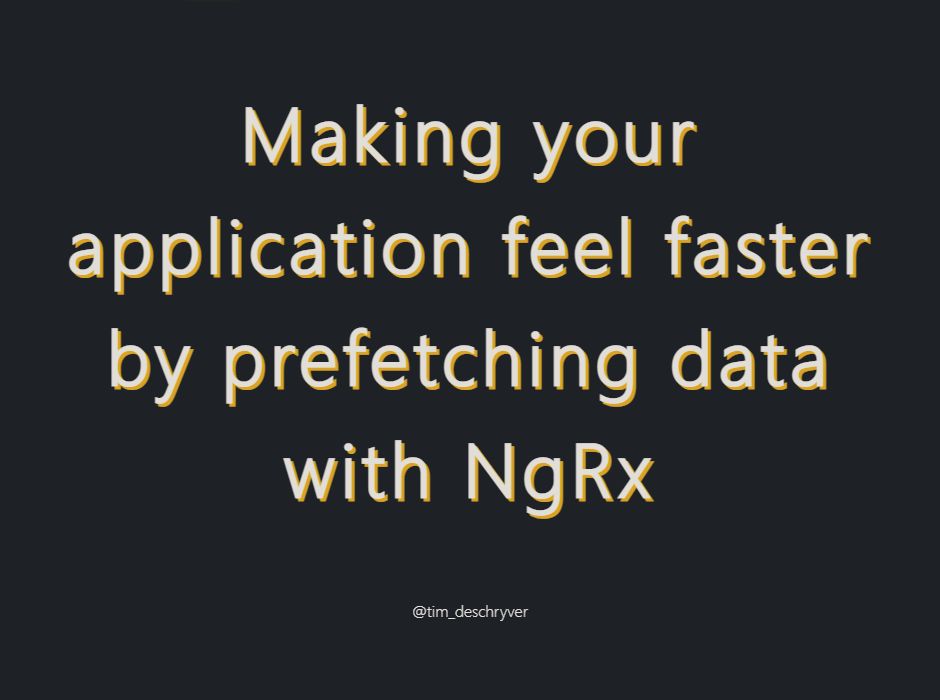 Making your
application feel faster
by prefetching data
with NgRx
@tim_deschryver